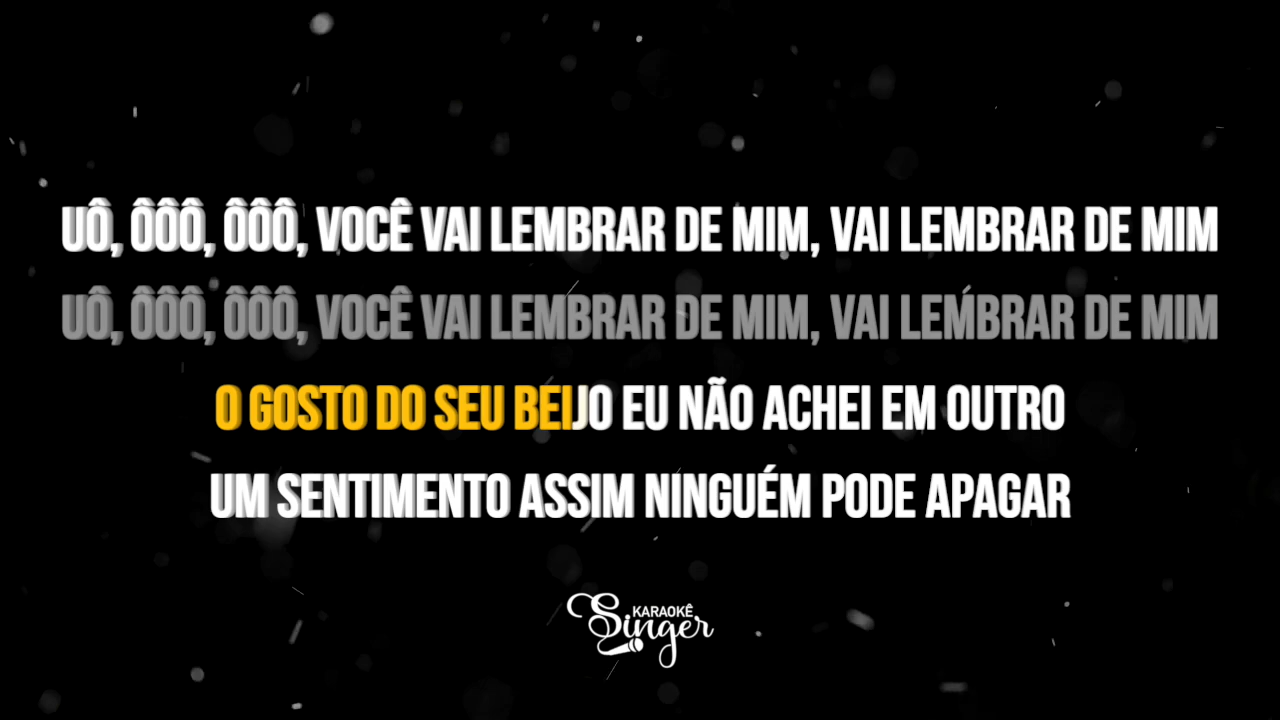 UÔ, ÔÔÔ, ÔÔÔ, VOCÊ VAI LEMBRAR DE MIM, VAI LEMBRAR DE MIM
UÔ, ÔÔÔ, ÔÔÔ, VOCÊ VAI LEMBRAR DE MIM, VAI LEMBRAR DE MIM
O GOSTO DO SEU BEIJO EU NÃO ACHEI EM OUTRO
UM SENTIMENTO ASSIM NINGUÉM PODE APAGAR
KARAOKÊ
Singer